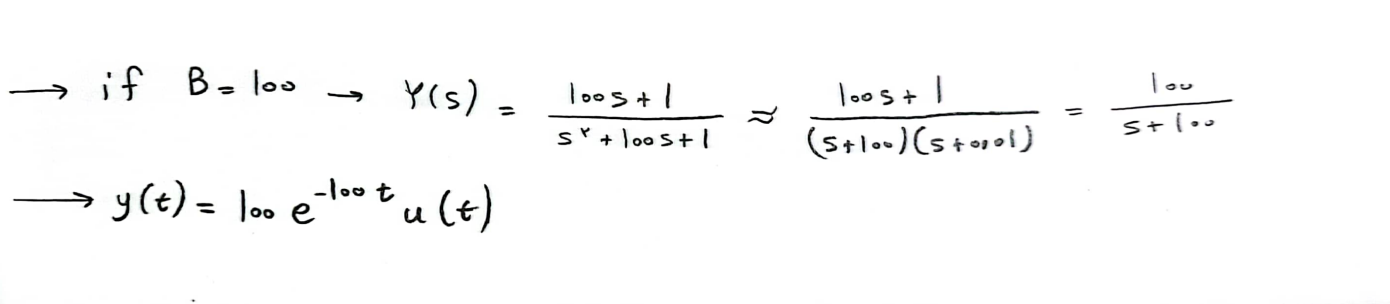 → if B = 100 → Y(s) = (100s + 1)/(s² + 100s + 1) ≈ (100s + 1)/((s+100)(s+0,01)) = 100/(s+100)
→ y(t) = 100 e^(-100t) u(t)